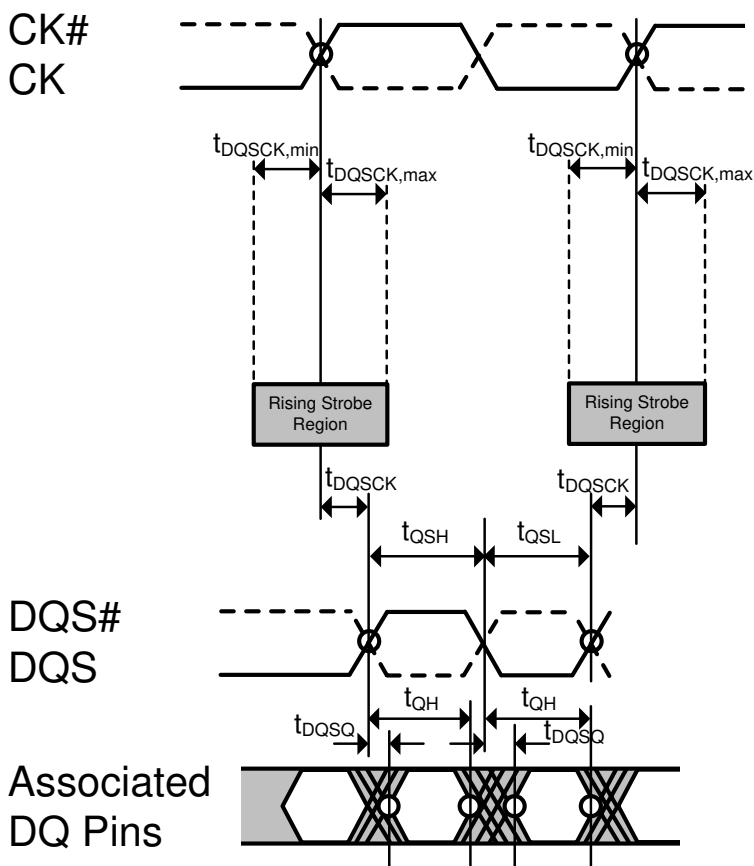 CK#
CK
tDQSCK,min
tDQSCK,min
tDQSCK,max
tDQSCK,max
Rising Strobe
Region
Rising Strobe
Region
tDQSCK
tDQSCK
tQSH
tQSL
DQS#
DQS
tQH
tQH
tDQSQ
tDQSQ
Associated
DQ Pins